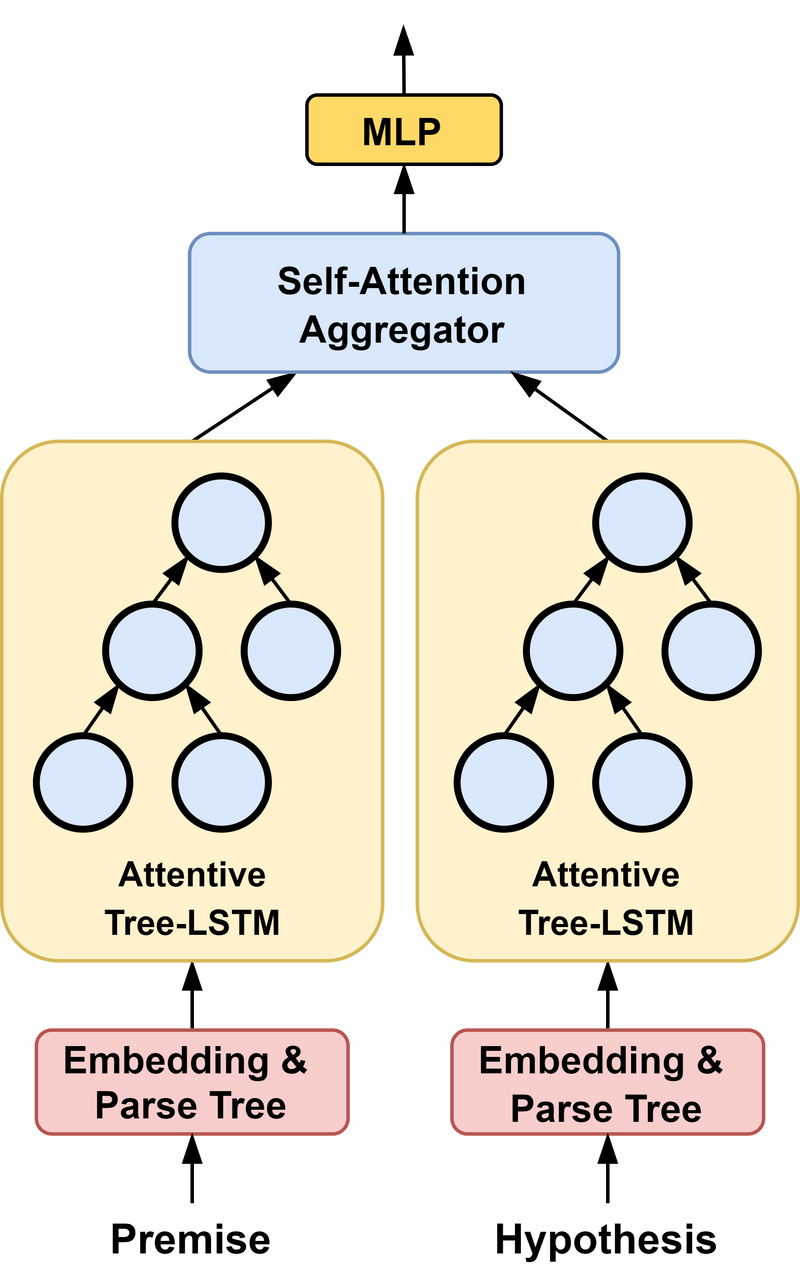 MLP
Self-Attention
Aggregator
Attentive
Tree-LSTM
Attentive
Tree-LSTM
Embedding &
Parse Tree
Embedding &
Parse Tree
Premise
Hypothesis